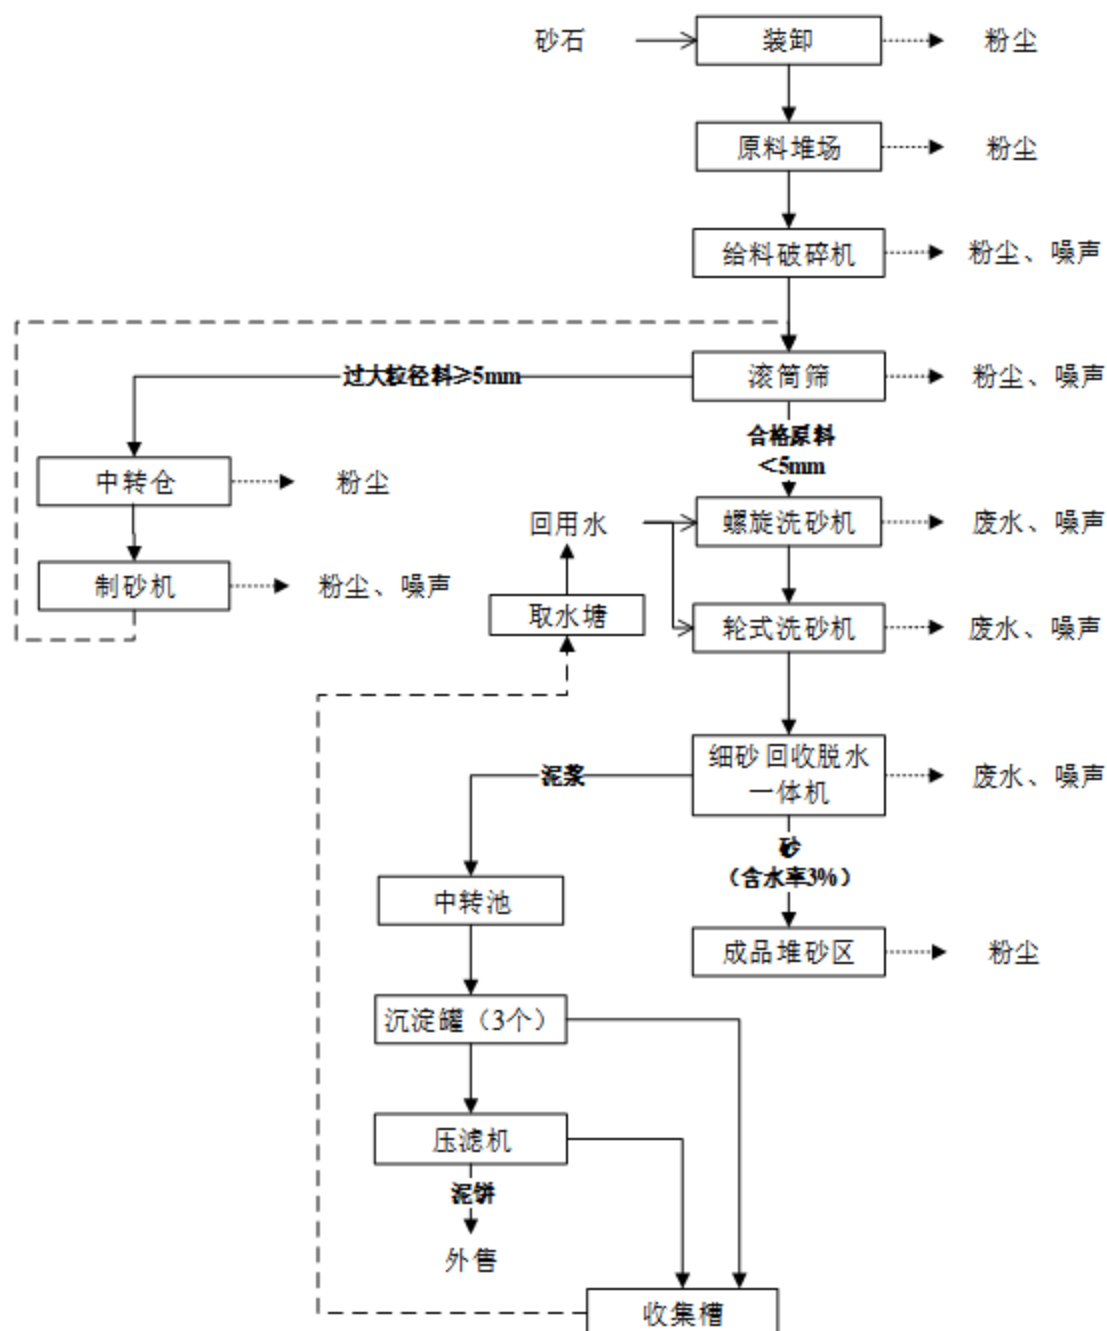 砂石
装卸
粉尘
原料堆场
粉尘
给料破碎机
粉尘、噪声
过大粒径料≥5mm
滚筒筛
粉尘、噪声
合格原料
<5mm
中转仓
粉尘
回用水
螺旋洗砂机
废水、噪声
制砂机
粉尘、噪声
取水塘
轮式洗砂机
废水、噪声
泥浆
细砂回收脱水
一体机
废水、噪声
砂
（含水率3%）
中转池
成品堆砂区
粉尘
沉淀罐（3个）
压滤机
泥饼
外售
收集槽